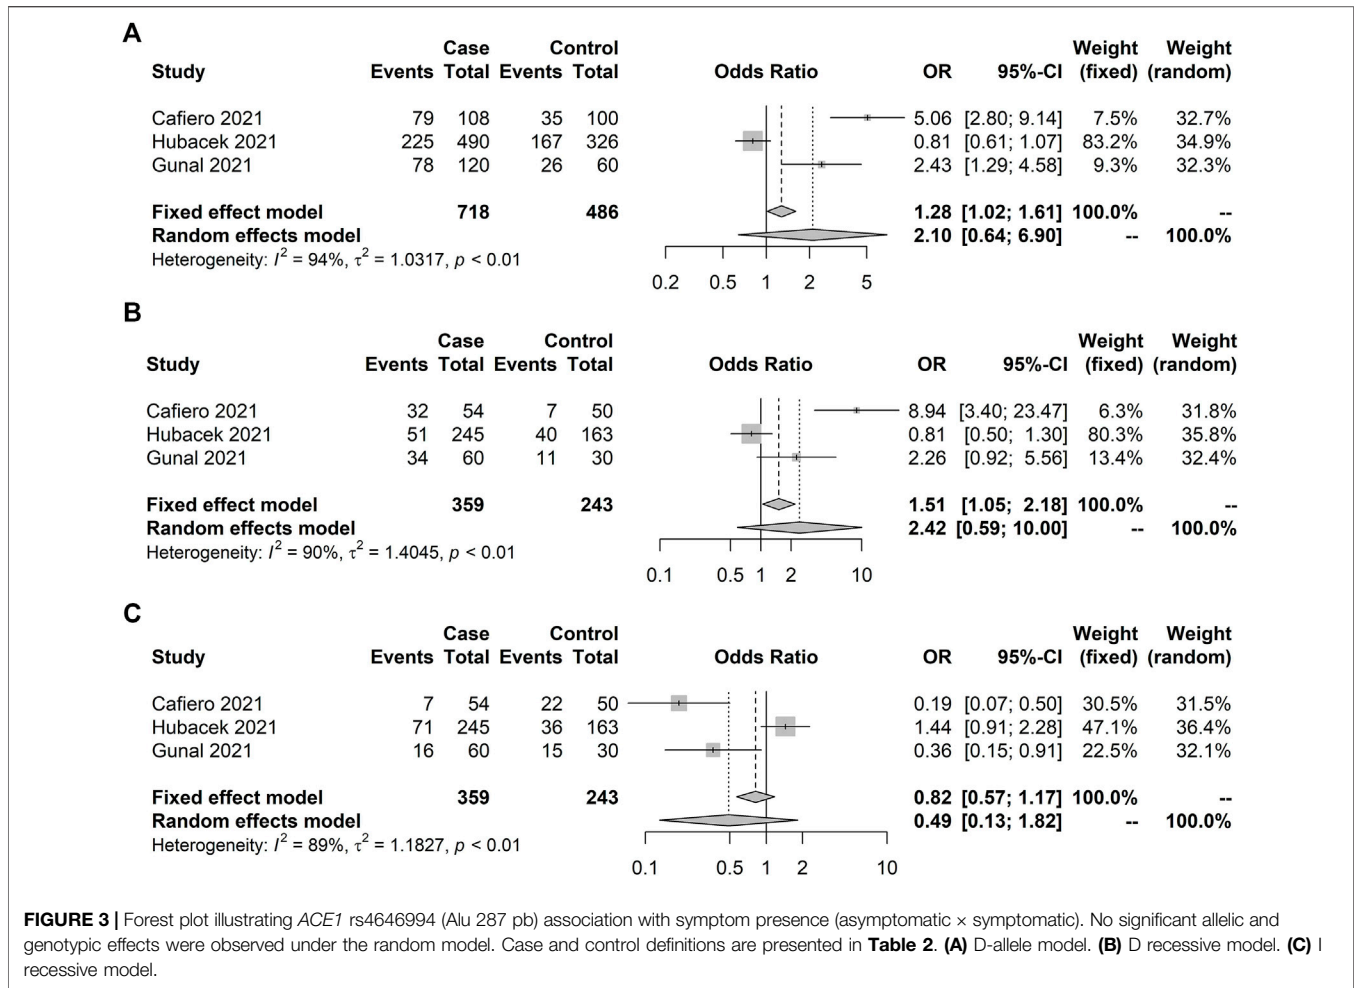 A
Case Control Weight Weight
Study Events Total Events Total Odds Ratio OR 95%-CI (fixed) (random)
Cafiero 2021 79 108 35 100 5.06 [2.80; 9.14] 7.5% 32.7%
Hubacek 2021 225 490 167 326 0.81 [0.61; 1.07] 83.2% 34.9%
Gunal 2021 78 120 26 60 2.43 [1.29; 4.58] 9.3% 32.3%
Fixed effect model 718 486 1.28 [1.02; 1.61] 100.0% --
Random effects model 2.10 [0.64; 6.90] -- 100.0%
Heterogeneity: I² = 94%, τ² = 1.0317, p < 0.01
0.2 0.5 1 2 5
B
Case Control Weight Weight
Study Events Total Events Total Odds Ratio OR 95%-CI (fixed) (random)
Cafiero 2021 32 54 7 50 8.94 [3.40; 23.47] 6.3% 31.8%
Hubacek 2021 51 245 40 163 0.81 [0.50; 1.30] 80.3% 35.8%
Gunal 2021 34 60 11 30 2.26 [0.92; 5.56] 13.4% 32.4%
Fixed effect model 359 243 1.51 [1.05; 2.18] 100.0% --
Random effects model 2.42 [0.59; 10.00] -- 100.0%
Heterogeneity: I² = 90%, τ² = 1.4045, p < 0.01
0.1 0.5 1 2 10
C
Case Control Weight Weight
Study Events Total Events Total Odds Ratio OR 95%-CI (fixed) (random)
Cafiero 2021 7 54 22 50 0.19 [0.07; 0.50] 30.5% 31.5%
Hubacek 2021 71 245 36 163 1.44 [0.91; 2.28] 47.1% 36.4%
Gunal 2021 16 60 15 30 0.36 [0.15; 0.91] 22.5% 32.1%
Fixed effect model 359 243 0.82 [0.57; 1.17] 100.0% --
Random effects model 0.49 [0.13; 1.82] -- 100.0%
Heterogeneity: I² = 89%, τ² = 1.1827, p < 0.01
0.1 0.5 1 2 10
FIGURE 3 | Forest plot illustrating ACE1 rs4646994 (Alu 287 pb) association with symptom presence (asymptomatic × symptomatic). No significant allelic and
genotypic effects were observed under the random model. Case and control definitions are presented in Table 2. (A) D-allele model. (B) D recessive model. (C) I
recessive model.